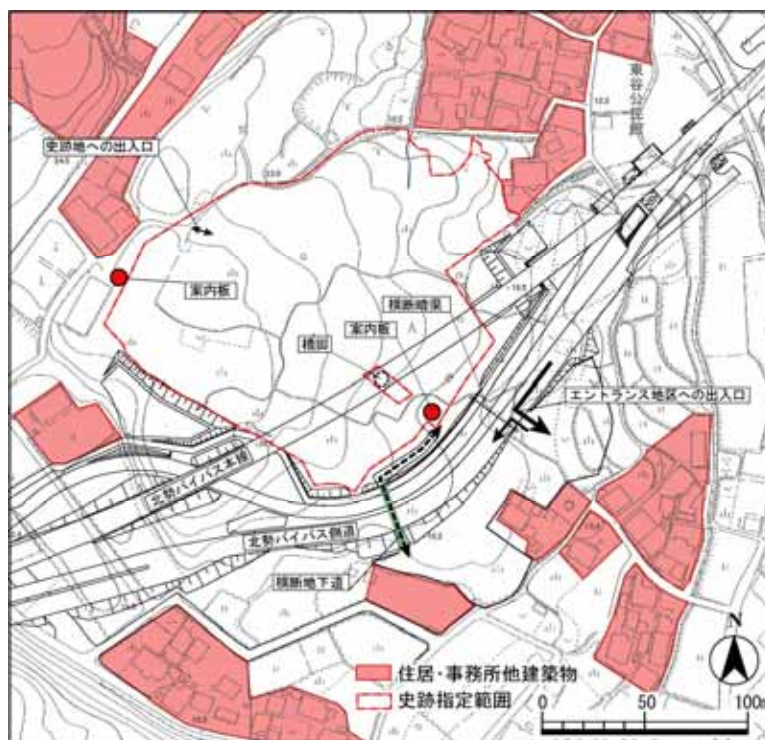 東谷公民館
史跡地への出入口
案内板
横断暗渠
案内板
橋脚
エントランス地区への出入口
北勢バイパス本線
北勢バイパス側道
横断地下道
N
住居・事務所他建築物
史跡指定範囲
0 50 100m